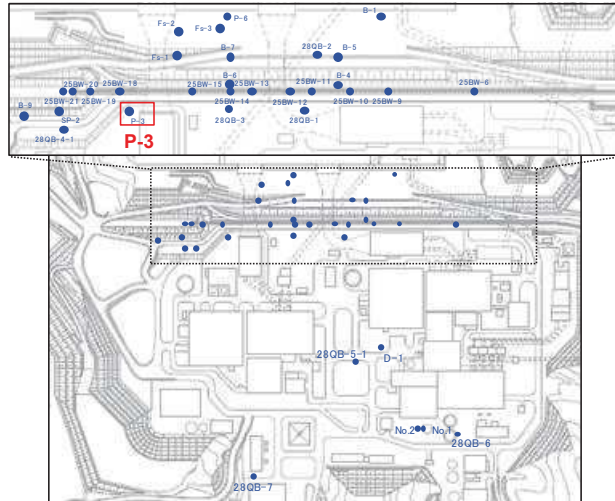 P-6
B-1
Fs-2
Fs-3
Fs-1
B-7
28QB-2
B-5
25BW-20
25BW-18
25BW-15
B-6
25BW-13
25BW-11
B-4
25BW-6
B-8
25BW-21
25BW-19
P-3
25BW-14
25BW-12
25BW-10
25BW-9
SP-2
28QB-3
28QB-1
28QB-4-1
P-3
28QB-5-1
D-1
No.2
No.1
28QB-6
28QB-7